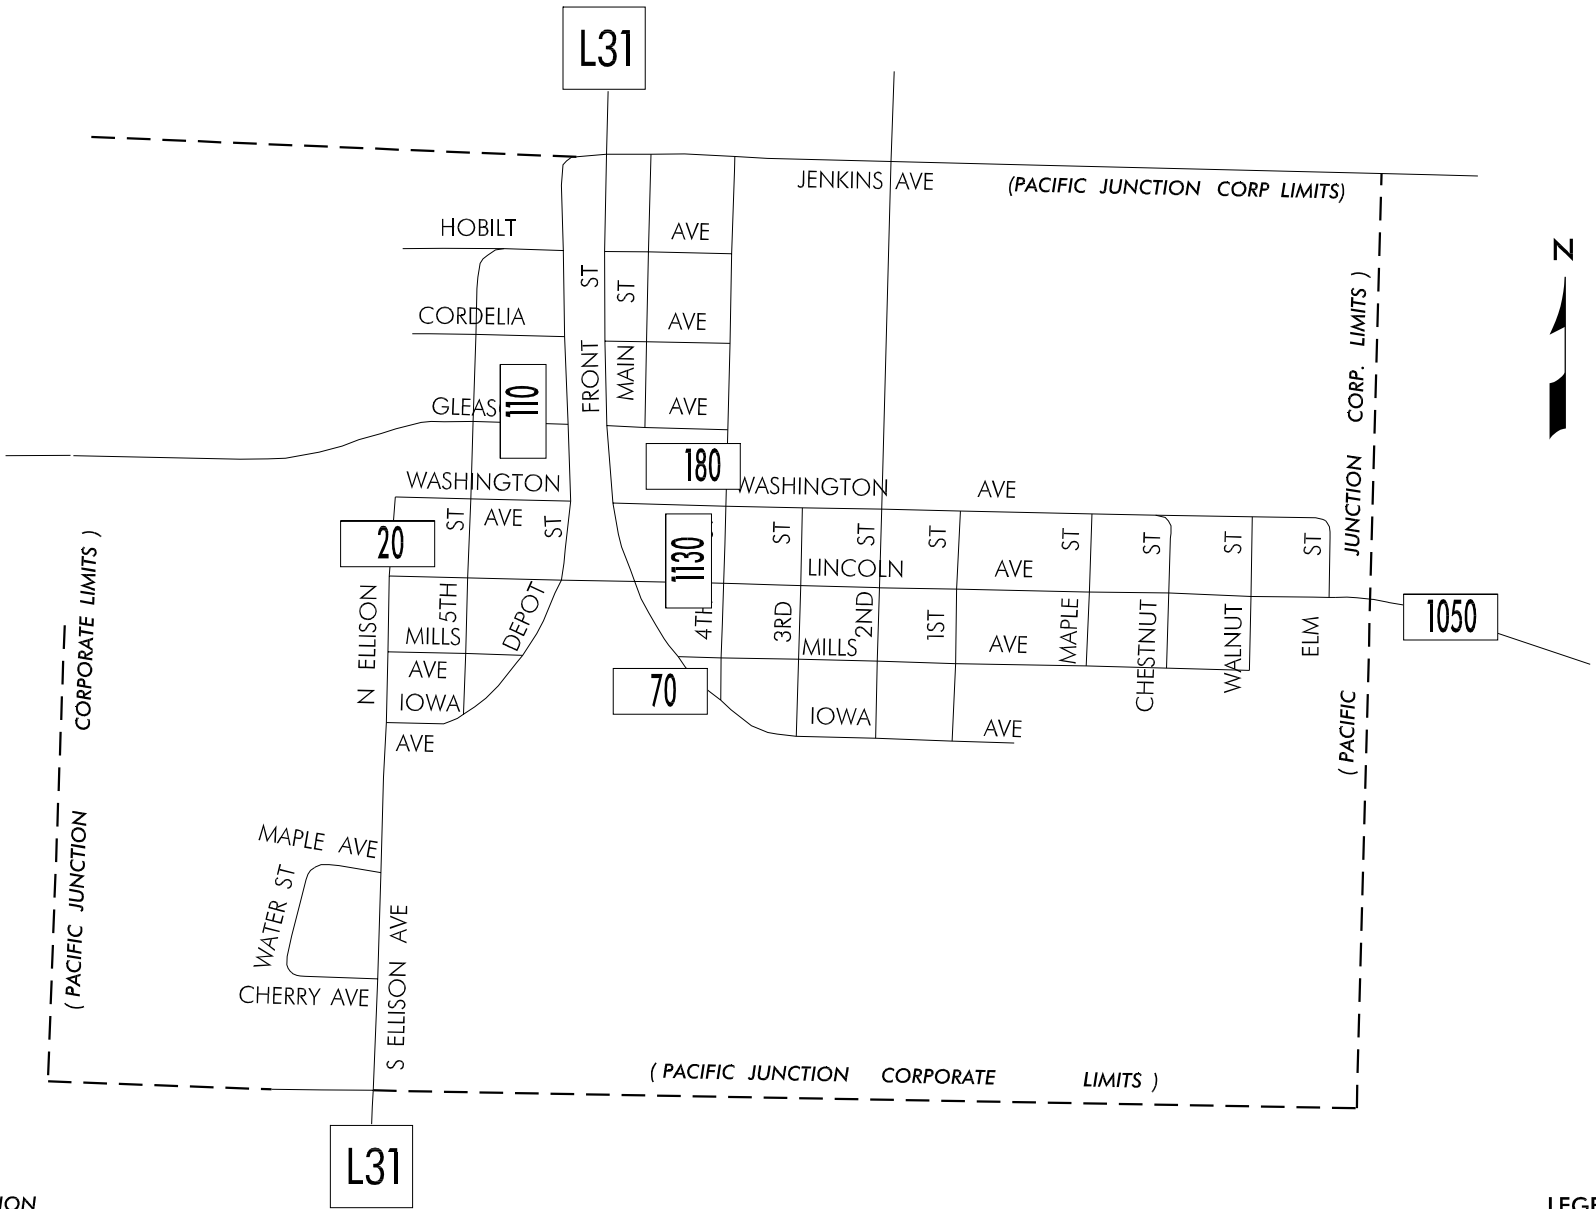 L31
JENKINS AVE
(PACIFIC JUNCTION CORP LIMITS)
HOBILT AVE
N
ST
ST
CORDELIA AVE
FRONT
MAIN
110
GLEAS
AVE
180
WASHINGTON
WASHINGTON AVE
ST
AVE
ST
20
1130
ST
ST
ST
ST
ST
ST
ST
LINCOLN AVE
N ELLISON
5TH
DEPOT
4TH
3RD
2ND
1ST
MAPLE
CHESTNUT
WALNUT
ELM
1050
MILLS
AVE
MILLS AVE
70
IOWA
AVE
IOWA AVE
( PACIFIC JUNCTION CORP. LIMITS )
( PACIFIC JUNCTION CORPORATE LIMITS )
MAPLE AVE
WATER ST
CHERRY AVE
S ELLISON AVE
( PACIFIC JUNCTION CORPORATE LIMITS )
L31